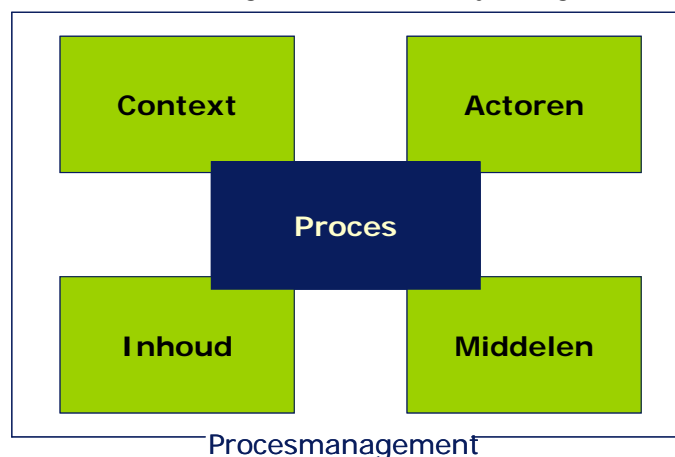 Context
Actoren
Proces
Inhoud
Middelen
Procesmanagement